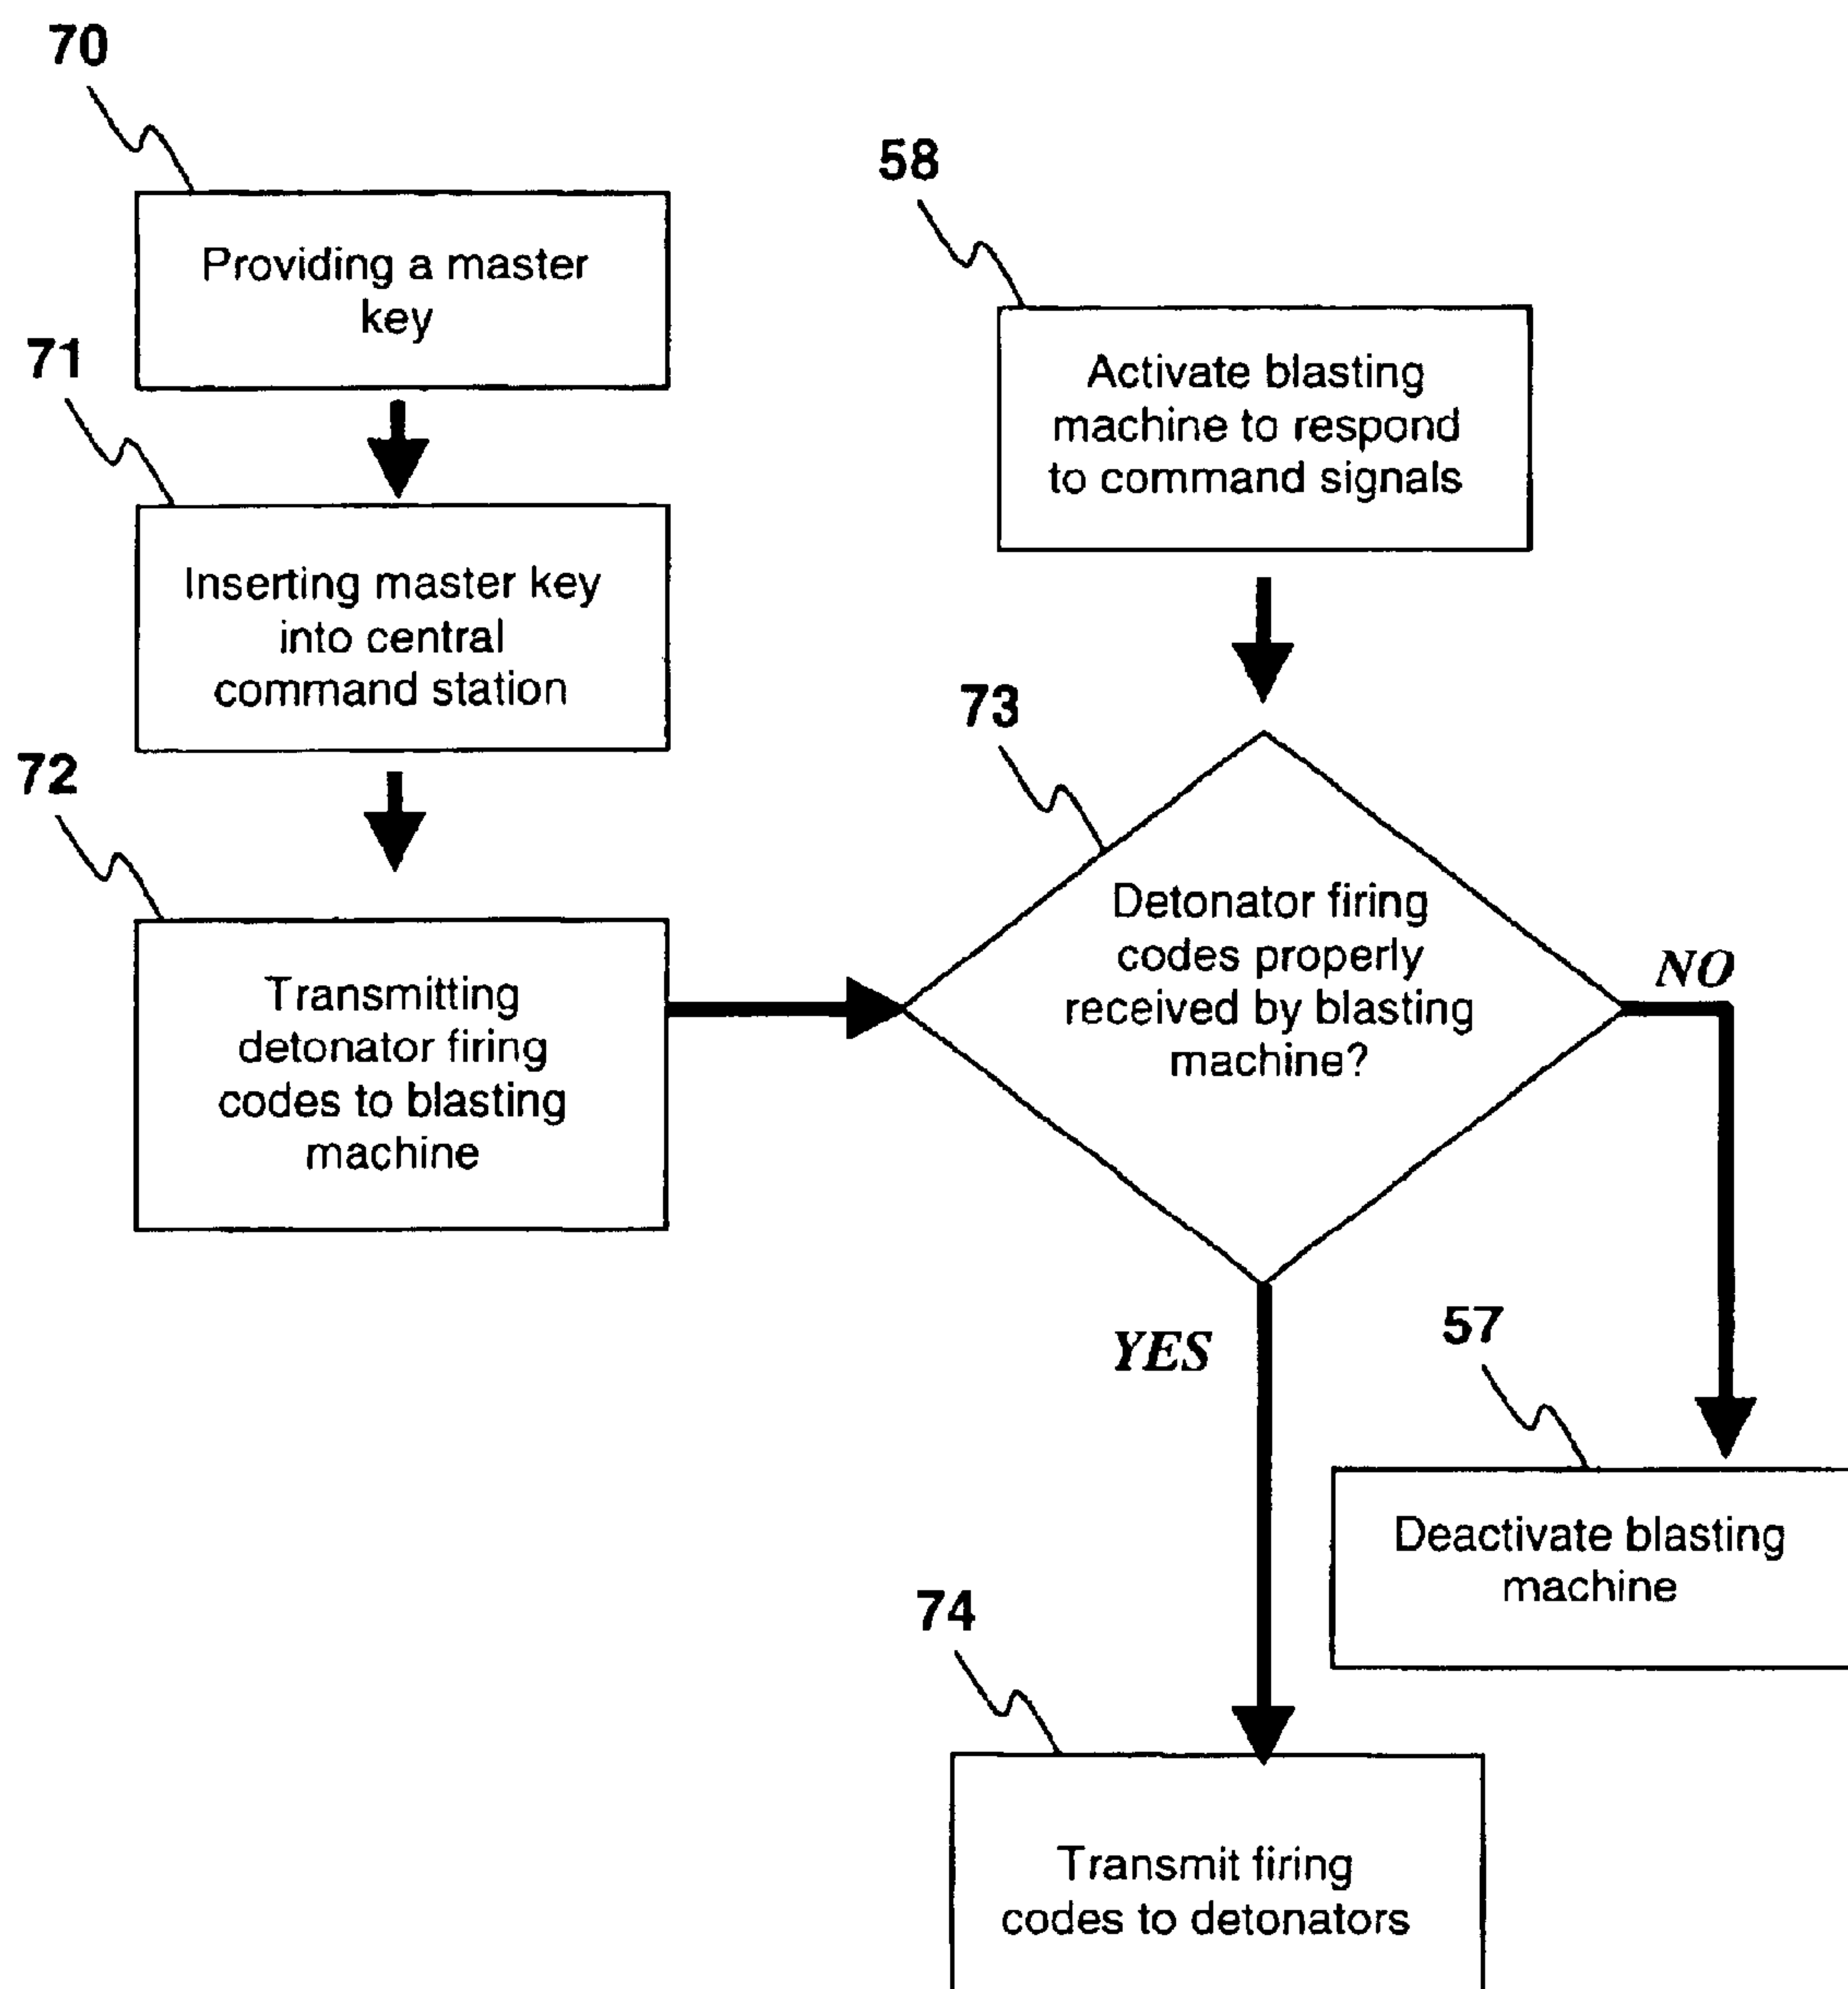 70
Providing a master
key
71
Inserting master key
into central
command station
72
Transmitting
detonator firing
codes to blasting
machine
58
Activate blasting
machine to respond
to command signals
73
Detonator firing
codes properly
received by blasting
machine?
NO
YES
57
Deactivate blasting
machine
74
Transmit firing
codes to detonators